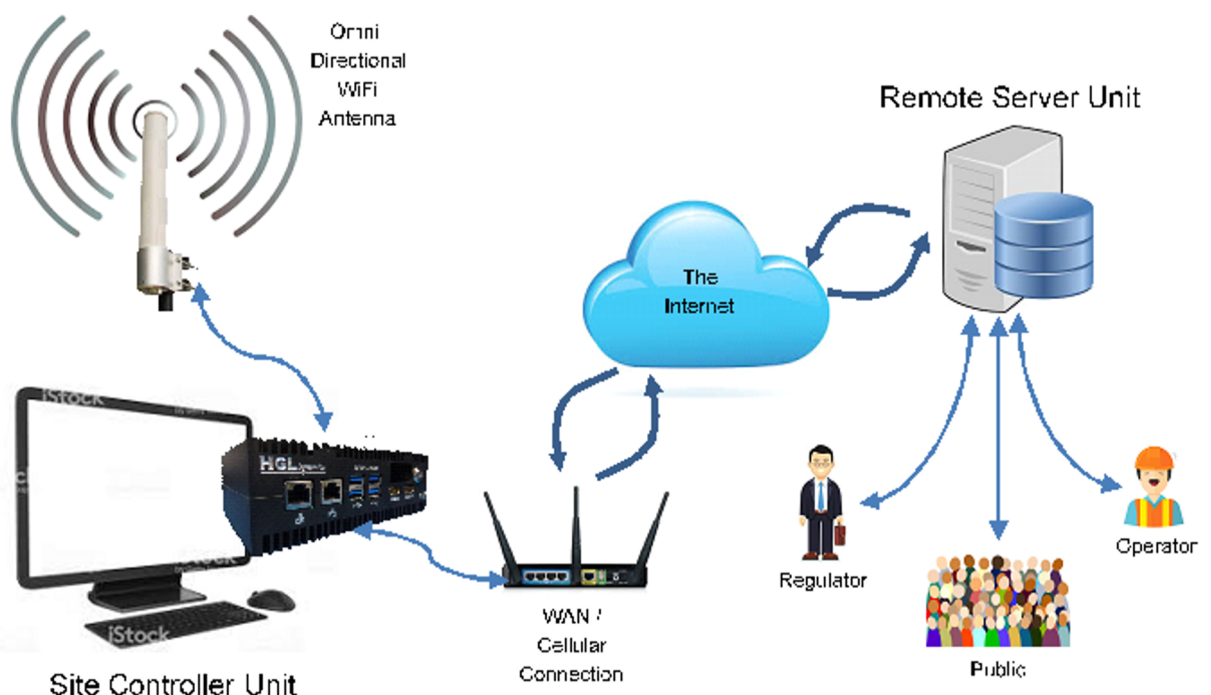 Omni
Directional
WiFi
Antenna
Remote Server Unit
The
Internet
iStock
HGL
Regulator
Operator
WAN /
Cellular
Connection
iStock
Public
Site Controller Unit